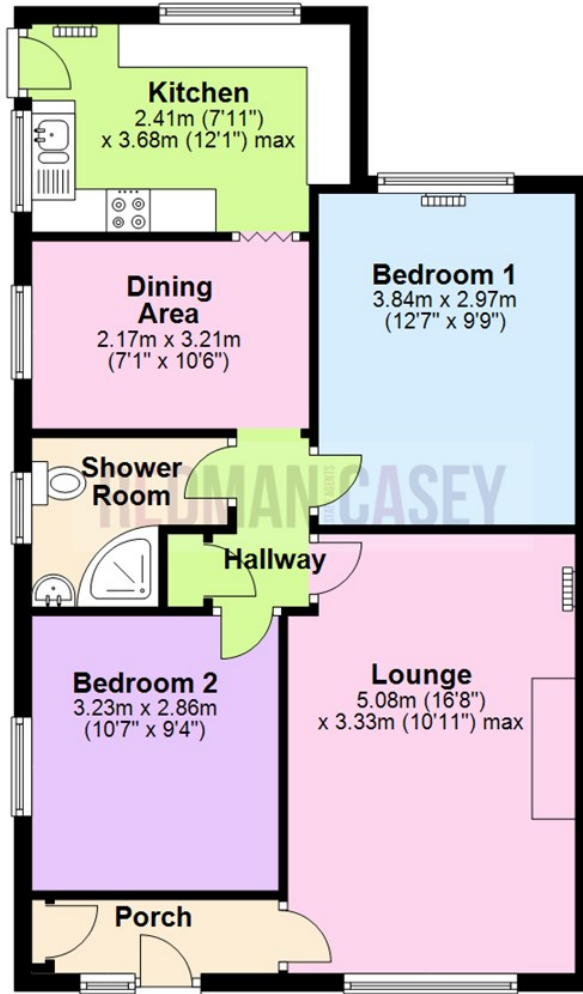 Kitchen
2.41m (7'11")
x 3.68m (12'1") max
Bedroom 1
3.84m x 2.97m
(12'7" x 9'9")
Dining
Area
2.17m x 3.21m
(7'1" x 10'6")
Shower
Room
CASEY
ESTATE AGENTS
Hallway
Bedroom 2
3.23m x 2.86m
(10'7" x 9'4")
Lounge
5.08m (16'8")
x 3.33m (10'11") max
Porch